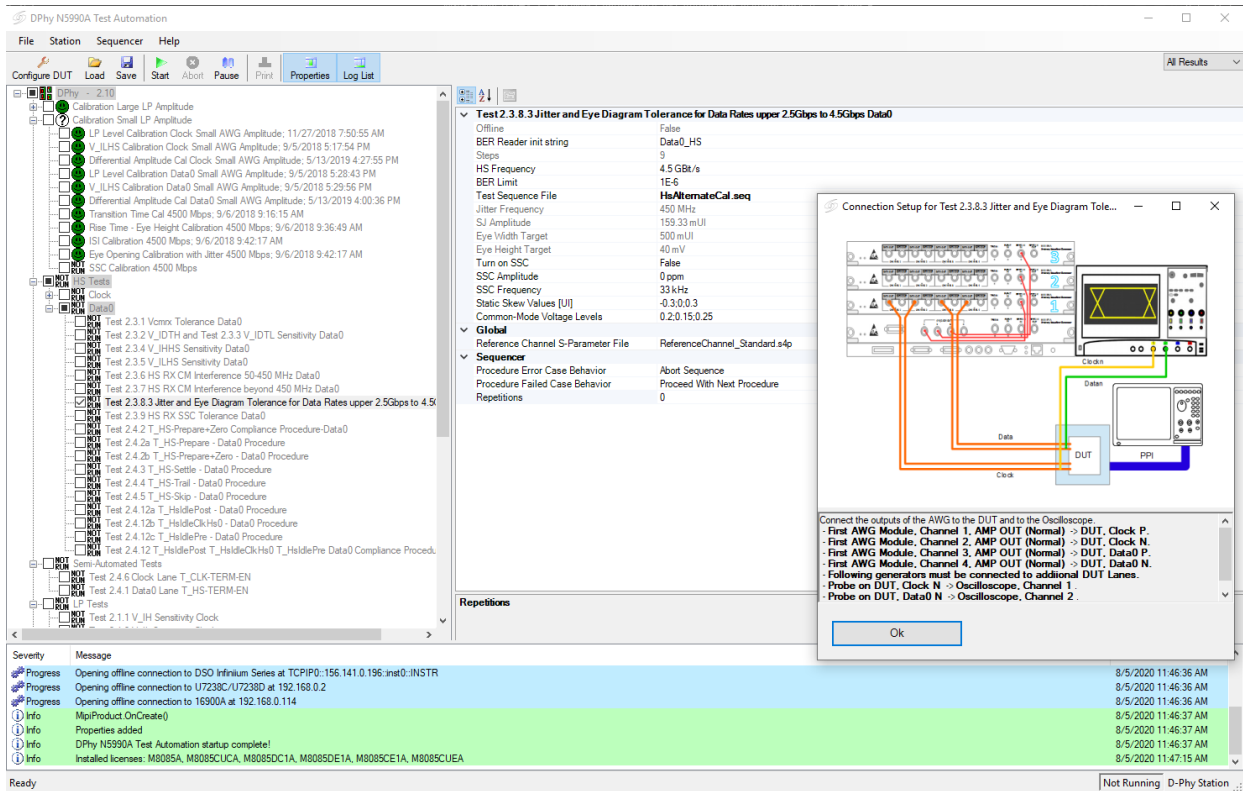 DPhy N5990A Test Automation
File Station Sequencer Help
Configure DUT Load Save Start Abort Pause Print Properties Log List
All Results
DPhy - 2.10
Calibration Large LP Amplitude
Calibration Small LP Amplitude
LP Level Calibration Clock Small AWG Amplitude; 11/27/2018 7:50:55 AM
V_ILHS Calibration Clock Small AWG Amplitude; 9/5/2018 5:17:54 PM
Differential Amplitude Cal Clock Small AWG Amplitude; 5/13/2019 4:27:55 PM
LP Level Calibration Data0 Small AWG Amplitude; 9/5/2018 5:28:43 PM
V_ILHS Calibration Data0 Small AWG Amplitude; 9/5/2018 5:29:56 PM
Differential Amplitude Cal Data0 Small AWG Amplitude; 5/13/2019 4:00:36 PM
Transition Time Cal 4500 Mbps; 9/6/2018 9:16:15 AM
Rise Time - Eye Height Calibration 4500 Mbps; 9/6/2018 9:36:49 AM
ISI Calibration 4500 Mbps; 9/6/2018 9:42:17 AM
Eye Opening Calibration with Jitter 4500 Mbps; 9/6/2018 9:42:17 AM
NOT RUN SSC Calibration 4500 Mbps
NOT RUN HS Tests
NOT RUN Clock
NOT RUN Data0
NOT RUN Test 2.3.1 Vcmrx Tolerance Data0
NOT RUN Test 2.3.2 V_IDTH and Test 2.3.3 V_IDTL Sensitivity Data0
NOT RUN Test 2.3.4 V_IHHS Sensitivity Data0
NOT RUN Test 2.3.5 V_ILHS Sensitivity Data0
NOT RUN Test 2.3.6 HS RX CM Interference 50-450 MHz Data0
NOT RUN Test 2.3.7 HS RX CM Interference beyond 450 MHz Data0
NOT RUN Test 2.3.8.3 Jitter and Eye Diagram Tolerance for Data Rates upper 2.5Gbps to 4.5G
NOT RUN Test 2.3.9 HS RX SSC Tolerance Data0
NOT RUN Test 2.4.2 T_HS-Prepare+Zero Compliance Procedure-Data0
NOT RUN Test 2.4.2a T_HS-Prepare - Data0 Procedure
NOT RUN Test 2.4.2b T_HS-Prepare+Zero - Data0 Procedure
NOT RUN Test 2.4.3 T_HS-Settle - Data0 Procedure
NOT RUN Test 2.4.4 T_HS-Trail - Data0 Procedure
NOT RUN Test 2.4.5 T_HS-Skip - Data0 Procedure
NOT RUN Test 2.4.12a T_HsIdlePost - Data0 Procedure
NOT RUN Test 2.4.12b T_HsIdleClkHs0 - Data0 Procedure
NOT RUN Test 2.4.12c T_HsIdlePre - Data0 Procedure
NOT RUN Test 2.4.12 T_HsIdlePost T_HsIdleClkHs0 T_HsIdlePre Data0 Compliance Procedu
NOT RUN Semi-Automated Tests
NOT RUN Test 2.4.6 Clock Lane T_CLK-TERM-EN
NOT RUN Test 2.4.1 Data0 Lane T_HS-TERM-EN
NOT RUN LP Tests
NOT RUN Test 2.1.1 V_IH Sensitivity Clock
Test 2.3.8.3 Jitter and Eye Diagram Tolerance for Data Rates upper 2.5Gbps to 4.5Gbps Data0
Offline False
BER Reader init string Data0_HS
Steps 9
HS Frequency 4.5 GBit/s
BER Limit 1E-6
Test Sequence File HsAlternateCal.seq
Jitter Frequency 450 MHz
SJ Amplitude 159.33 mUI
Eye Width Target 500 mUI
Eye Height Target 40 mV
Turn on SSC False
SSC Amplitude 0 ppm
SSC Frequency 33 kHz
Static Skew Values [UI] -0.3;0;0.3
Common-Mode Voltage Levels 0.2;0.15;0.25
Global
Reference Channel S-Parameter File ReferenceChannel_Standard.s4p
Sequencer
Procedure Error Case Behavior Abort Sequence
Procedure Failed Case Behavior Proceed With Next Procedure
Repetitions 0
Repetitions
Connection Setup for Test 2.3.8.3 Jitter and Eye Diagram Tole...
3
2
1
Clockn
Datan
Data
Clock
DUT
PPI
Connect the outputs of the AWG to the DUT and to the Oscilloscope.
- First AWG Module, Channel 1, AMP OUT (Normal) -> DUT, Clock P.
- First AWG Module, Channel 2, AMP OUT (Normal) -> DUT, Clock N.
- First AWG Module, Channel 3, AMP OUT (Normal) -> DUT, Data0 P.
- First AWG Module, Channel 4, AMP OUT (Normal) -> DUT, Data0 N.
- Following generators must be connected to addiional DUT Lanes.
- Probe on DUT, Clock N -> Oscilloscope, Channel 1 .
- Probe on DUT, Data0 N -> Oscilloscope, Channel 2 .
Ok
Severity Message
Progress Opening offline connection to DSO Infiniium Series at TCPIP0::156.141.0.196::inst0::INSTR 8/5/2020 11:46:36 AM
Progress Opening offline connection to U7238C/U7238D at 192.168.0.2 8/5/2020 11:46:36 AM
Progress Opening offline connection to 16900A at 192.168.0.114 8/5/2020 11:46:36 AM
Info MipiProduct.OnCreate() 8/5/2020 11:46:37 AM
Info Properties added 8/5/2020 11:46:37 AM
Info DPhy N5990A Test Automation startup complete! 8/5/2020 11:46:37 AM
Info Installed licenses: M8085A, M8085CUCA, M8085DC1A, M8085DE1A, M8085CE1A, M8085CUEA 8/5/2020 11:47:15 AM
Ready Not Running D-Phy Station